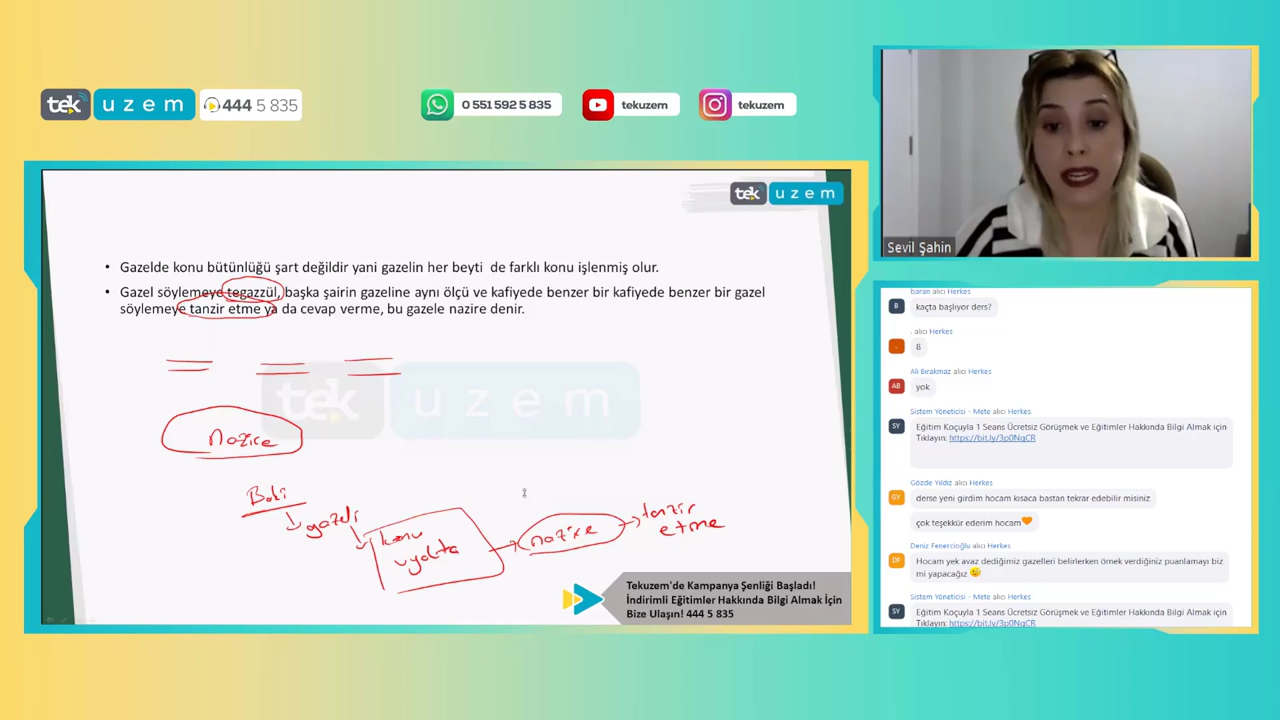 tek uzem 444 5 835
0 551 592 5 835
tekuzem
tekuzem
tek uzem
• Gazelde konu bütünlüğü şart değildir yani gazelin her beyti de farklı konu işlenmiş olur.
• Gazel söylemeye tegazzül, başka şairin gazeline aynı ölçü ve kafiyede benzer bir kafiyede benzer bir gazel
söylemeye tanzir etme ya da cevap verme, bu gazele nazire denir.
tek uzem
nazire
Baki
gazeli
konu
uyakta
nazire
tanzir
etme
Tekuzem'de Kampanya Şenliği Başladı!
İndirimli Eğitimler Hakkında Bilgi Almak İçin
Bize Ulaşın! 444 5 835
Sevil Şahin
baran alıcı Herkes
B
kaçta başlıyor ders?
. alıcı Herkes
.
8
Ali Bırakmaz alıcı Herkes
AB
yok
Sistem Yöneticisi - Mete alıcı Herkes
SY
Eğitim Koçuyla 1 Seans Ücretsiz Görüşmek ve Eğitimler Hakkında Bilgi Almak için
Tıklayın: https://bit.ly/3p0NqCR
Gözde Yıldız alıcı Herkes
GY
derse yeni girdim hocam kısaca bastan tekrar edebilir misiniz
çok teşekkür ederim hocam🧡
Deniz Fenercioğlu alıcı Herkes
DF
Hocam yek avaz dediğimiz gazelleri belirlerken örnek verdiğiniz puanlamayı biz
mi yapacağız
Sistem Yöneticisi - Mete alıcı Herkes
SY
Eğitim Koçuyla 1 Seans Ücretsiz Görüşmek ve Eğitimler Hakkında Bilgi Almak için
Tıklayın: https://bit.ly/3p0NqCR